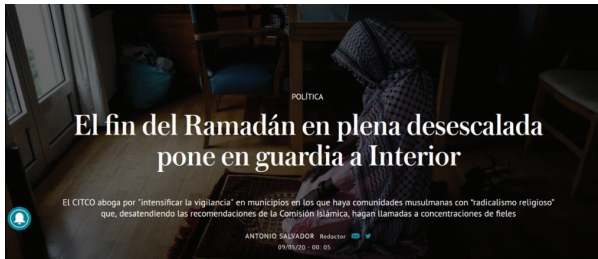 POLÍTICA
El fin del Ramadán en plena desescalada
pone en guardia a Interior
El CITCO aboga por "intensificar la vigilancia" en municipios en los que haya comunidades musulmanas con "radicalismo religioso"
que, desatendiendo las recomendaciones de la Comisión Islámica, hagan llamadas a concentraciones de fieles
ANTONIO SALVADOR Redactor
09/05/20 - 00: 05